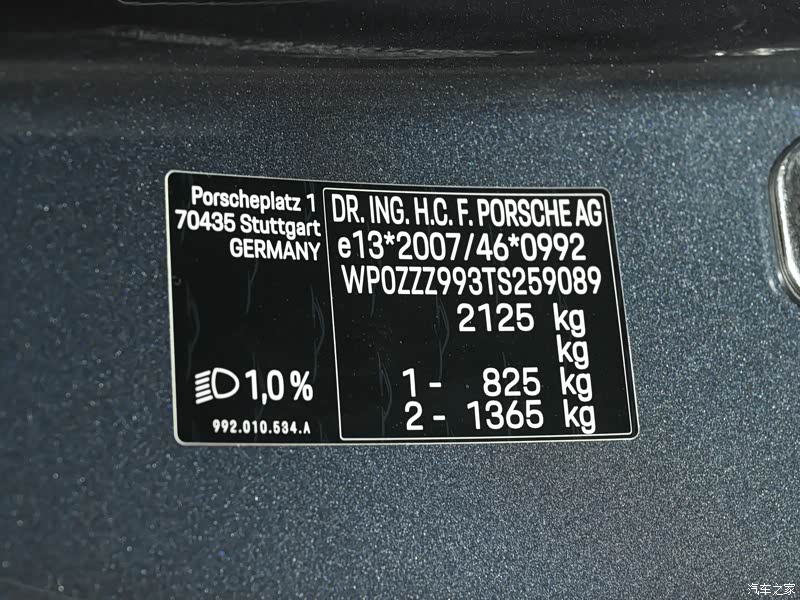 Porscheplatz 1
70435 Stuttgart
GERMANY
1,0%
992.010.534.A
DR. ING. H.C. F. PORSCHE AG
e13*2007/46*0992
WP0ZZZ993TS259089
2125 kg
kg
1- 825 kg
2- 1365 kg
汽车之家